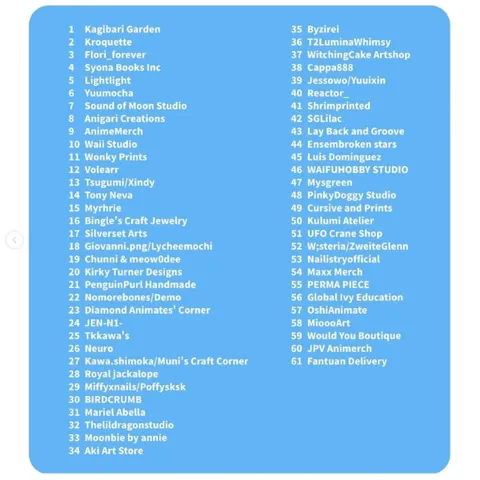 1 Kagibari Garden
2 Kroquette
3 Flori_forever
4 Syona Books Inc
5 Lightlight
6 Yuumocha
7 Sound of Moon Studio
8 Anigari Creations
9 AnimeMerch
10 Waii Studio
11 Wonky Prints
12 Volearr
13 Tsugumi/Xindy
14 Tony Neva
15 Myrhrie
16 Bingle's Craft Jewelry
17 Silverset Arts
18 Giovanni.png/Lycheemochi
19 Chunni & meow0dee
20 Kirky Turner Designs
21 PenguinPurl Handmade
22 Nomorebones/Demo
23 Diamond Animates' Corner
24 JEN-N1-
25 Tkkawa's
26 Neuro
27 Kawa.shimoka/Muni's Craft Corner
28 Royal jackalope
29 Miffyxnails/Poffysksk
30 BIRDCRUMB
31 Mariel Abella
32 Thelildragonstudio
33 Moonbie by annie
34 Aki Art Store
35 Byzirei
36 T2LuminaWhimsy
37 WitchingCake Artshop
38 Cappa888
39 Jessowo/Yuuixin
40 Reactor_
41 Shrimprinted
42 SGLilac
43 Lay Back and Groove
44 Ensembroken stars
45 Luis Dominguez
46 WAIFUHOBBY STUDIO
47 Mysgreen
48 PinkyDoggy Studio
49 Cursive and Prints
50 Kulumi Atelier
51 UFO Crane Shop
52 W;steria/ZweiteGlenn
53 Nailistryofficial
54 Maxx Merch
55 PERMA PIECE
56 Global Ivy Education
57 OshiAnimate
58 MioooArt
59 Would You Boutique
60 JPV Animerch
61 Fantuan Delivery